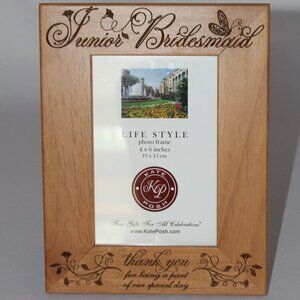 Junior Bridesmaid
LIFE STYLE
photo frame
4 x 6 inches
10 x 15 cm
KATE
KP
POSH
Fine Gifts For All Celebrations™
www.KatePosh.com
thank you
for being a part
of our special day